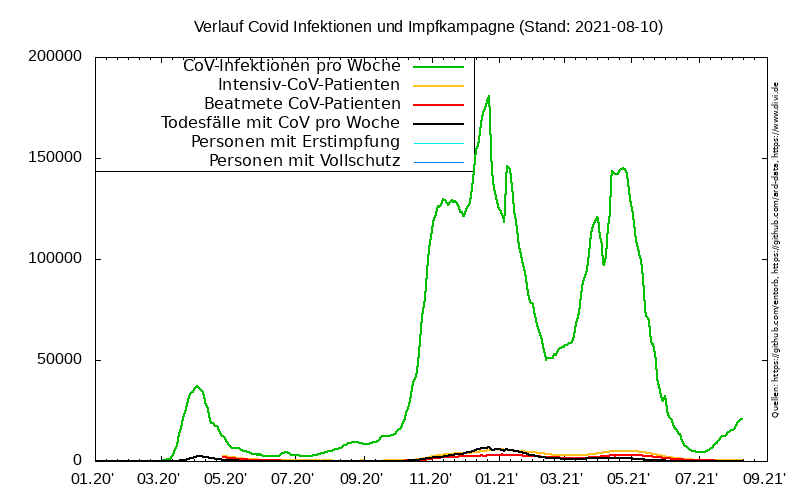 Verlauf Covid Infektionen und Impfkampagne (Stand: 2021-08-10)
200000
150000
100000
50000
0
CoV-Infektionen pro Woche
Intensiv-CoV-Patienten
Beatmete CoV-Patienten
Todesfälle mit CoV pro Woche
Personen mit Erstimpfung
Personen mit Vollschutz
01.20' 03.20' 05.20' 07.20' 09.20' 11.20' 01.21' 03.21' 05.21' 07.21' 09.21'
Quellen: https://github.com/entorb, https://github.com/ard-data, https://www.divi.de